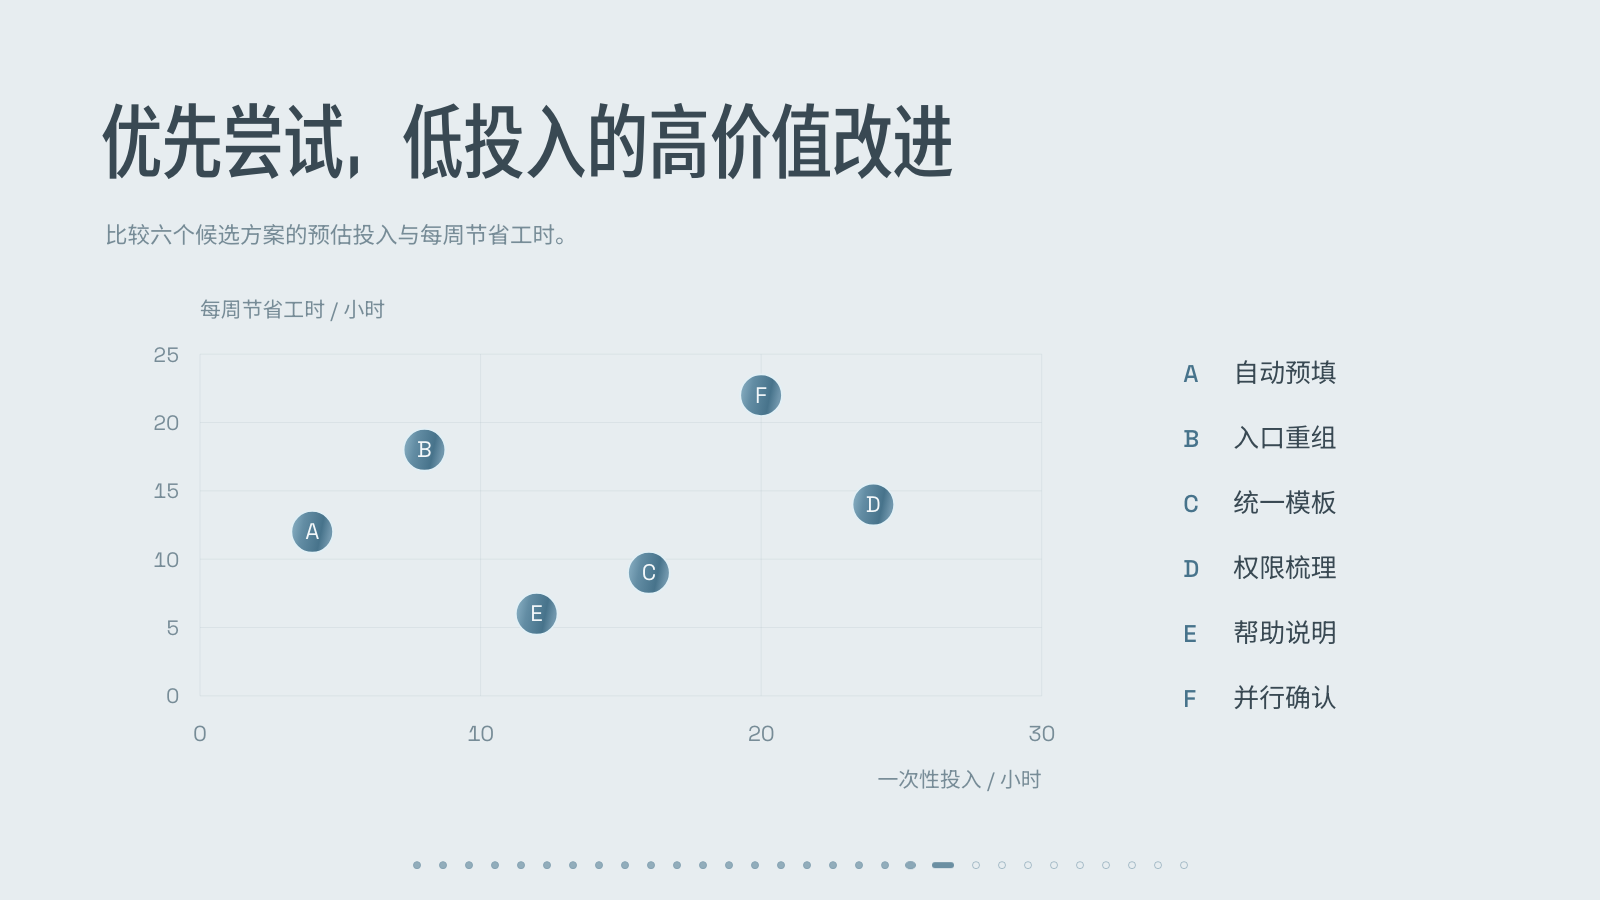 优先尝试，低投入的高价值改进
比较六个候选方案的预估投入与每周节省工时。
每周节省工时 / 小时
25
20
15
10
5
0
F
B
D
A
C
E
0 10 20 30
一次性投入 / 小时
A 自动预填
B 入口重组
C 统一模板
D 权限梳理
E 帮助说明
F 并行确认